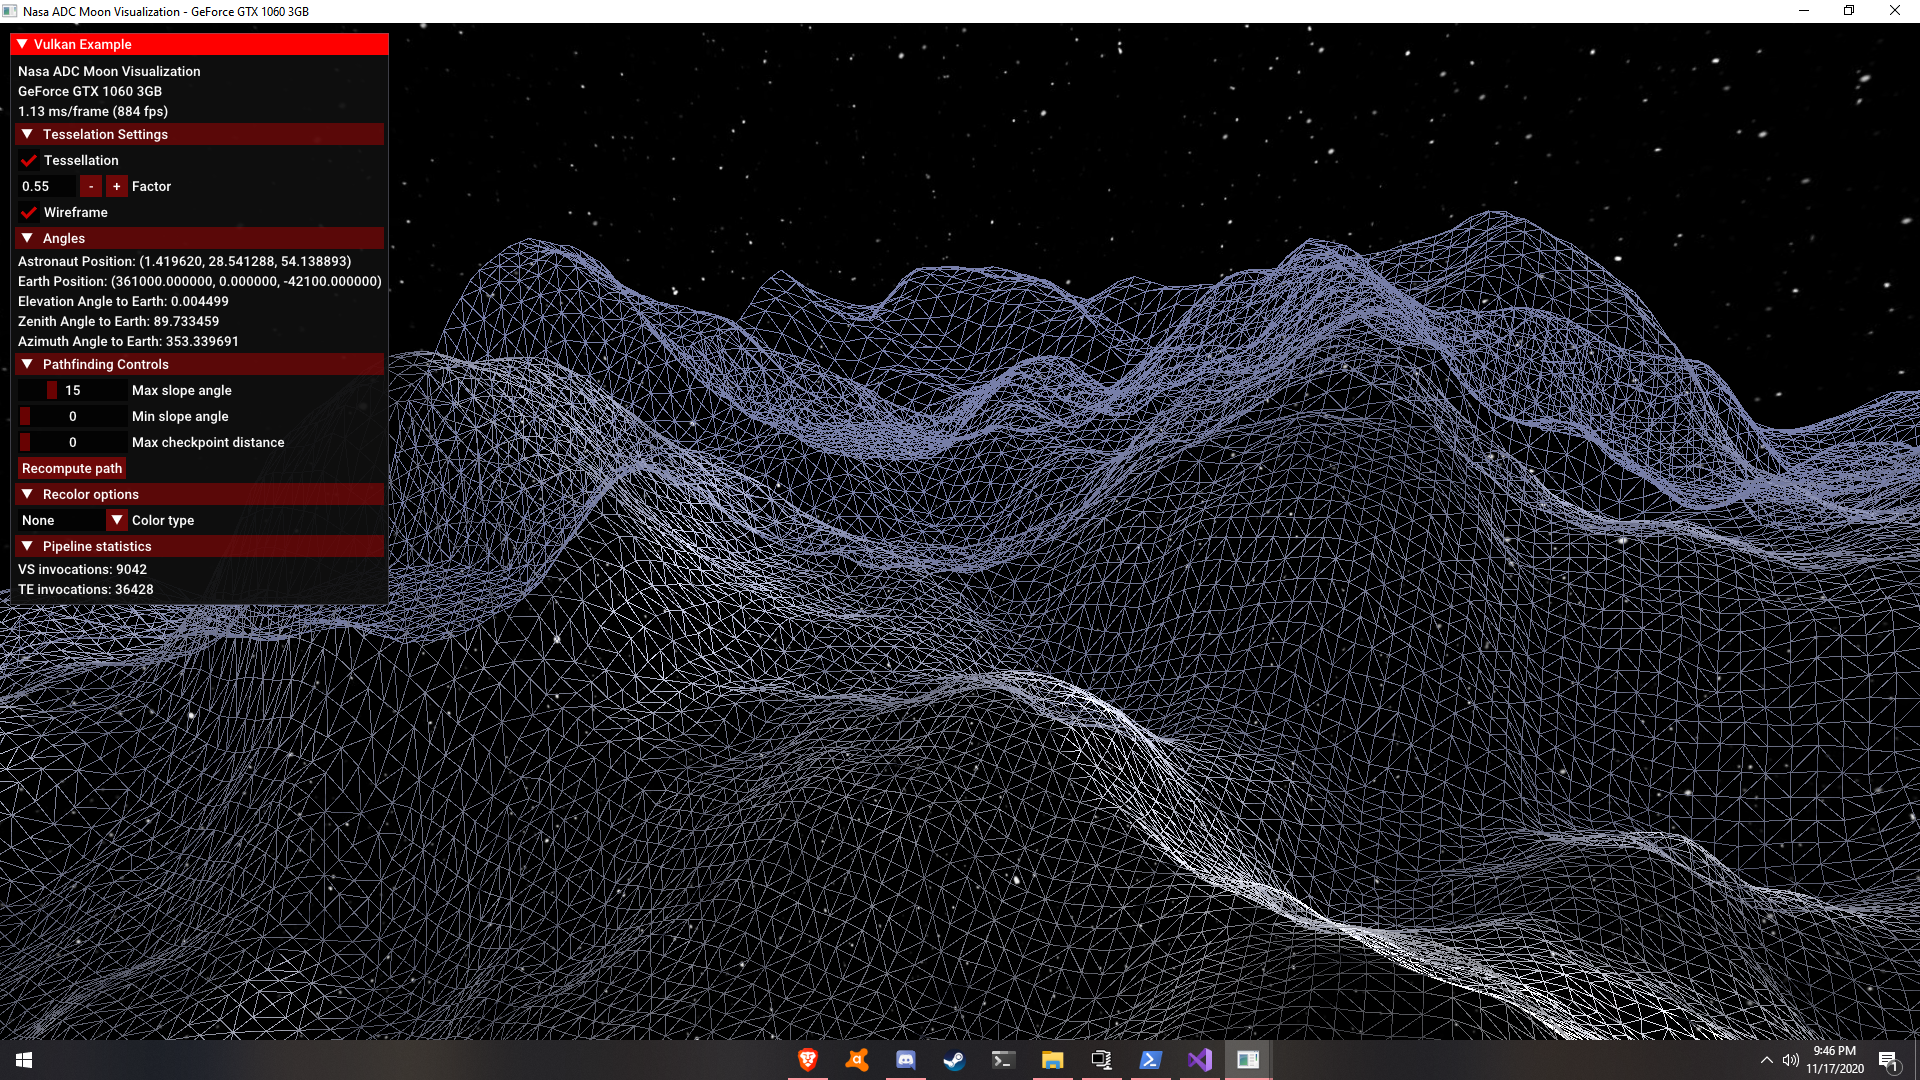 Nasa ADC Moon Visualization - GeForce GTX 1060 3GB
Vulkan Example
Nasa ADC Moon Visualization
GeForce GTX 1060 3GB
1.13 ms/frame (884 fps)
Tesselation Settings
Tessellation
0.55 - + Factor
Wireframe
Angles
Astronaut Position: (1.419620, 28.541288, 54.138893)
Earth Position: (361000.000000, 0.000000, -42100.000000)
Elevation Angle to Earth: 0.004499
Zenith Angle to Earth: 89.733459
Azimuth Angle to Earth: 353.339691
Pathfinding Controls
15 Max slope angle
0 Min slope angle
0 Max checkpoint distance
Recompute path
Recolor options
None Color type
Pipeline statistics
VS invocations: 9042
TE invocations: 36428
9:46 PM
11/17/2020
1